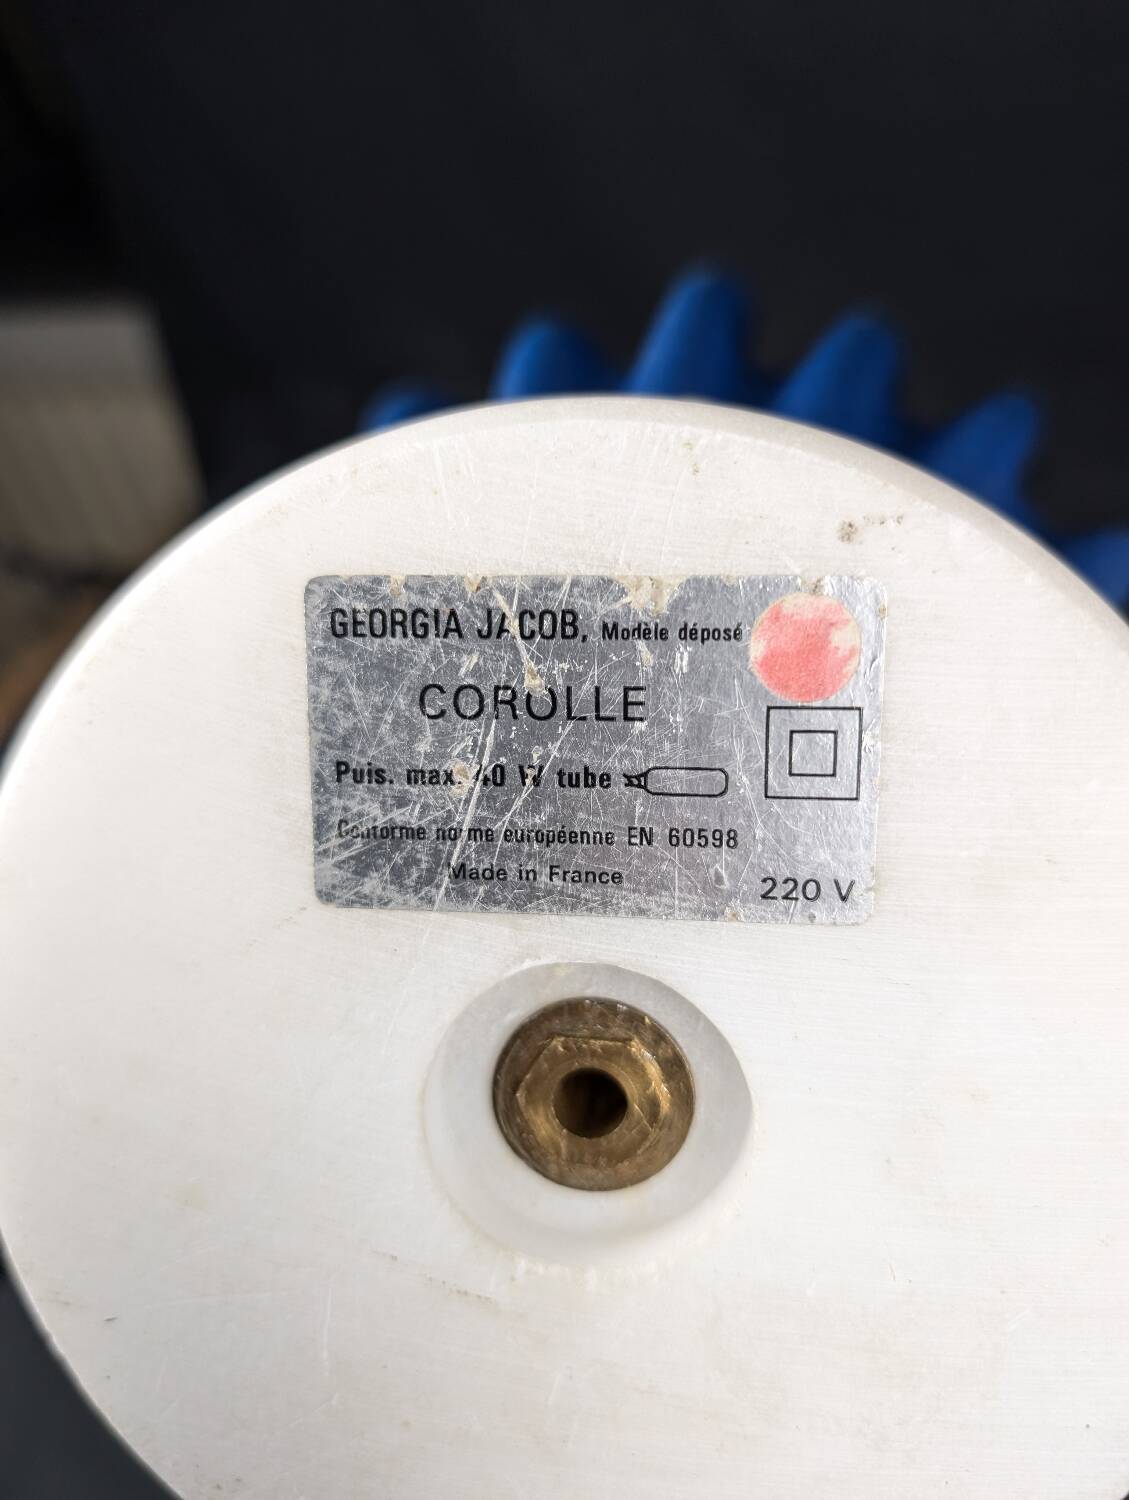 GEORGIA JACOB, Modèle déposé
COROLLE
Puis. max. 40 W tube
Conforme norme européenne EN 60598
Made in France
220 V